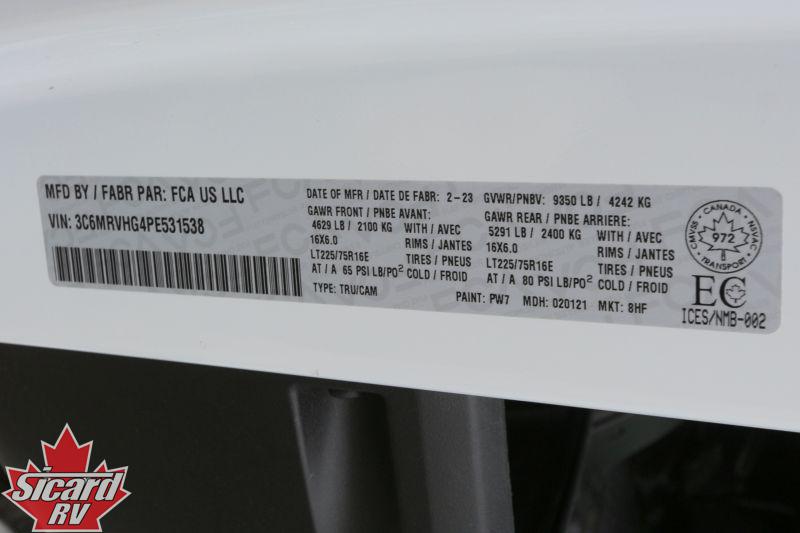 MFD BY / FABR PAR: FCA US LLC
VIN: 3C6MRVHG4PE531538
DATE OF MFR / DATE DE FABR: 2-23 GVWR/PNBV: 9350 LB / 4242 KG
GAWR FRONT / PNBE AVANT:
4629 LB / 2100 KG WITH / AVEC
16X6.0 RIMS / JANTES
LT225/75R16E TIRES / PNEUS
AT / A 65 PSI LB/PO² COLD / FROID
TYPE: TRU/CAM
GAWR REAR / PNBE ARRIERE:
5291 LB / 2400 KG WITH / AVEC
16X6.0 RIMS / JANTES
LT225/75R16E TIRES / PNEUS
AT / A 80 PSI LB/PO² COLD / FROID
PAINT: PW7 MDH: 020121 MKT: 8HF
CANADA
CMVSS NSVAC
972
TRANSPORT
EC
ICES/NMB-002
Sicard
RV